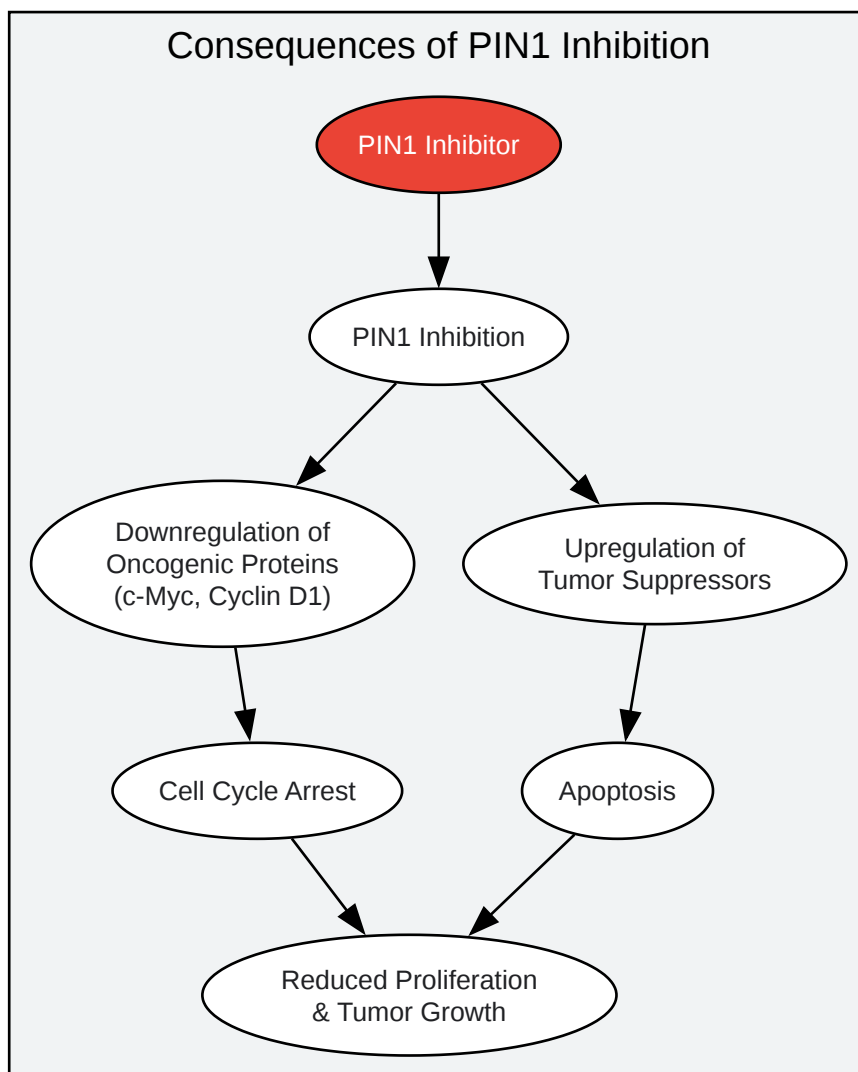 Consequences of PIN1 Inhibition
PIN1 Inhibitor
PIN1 Inhibition
Downregulation of
Oncogenic Proteins
(c-Myc, Cyclin D1)
Upregulation of
Tumor Suppressors
Cell Cycle Arrest
Apoptosis
Reduced Proliferation
& Tumor Growth